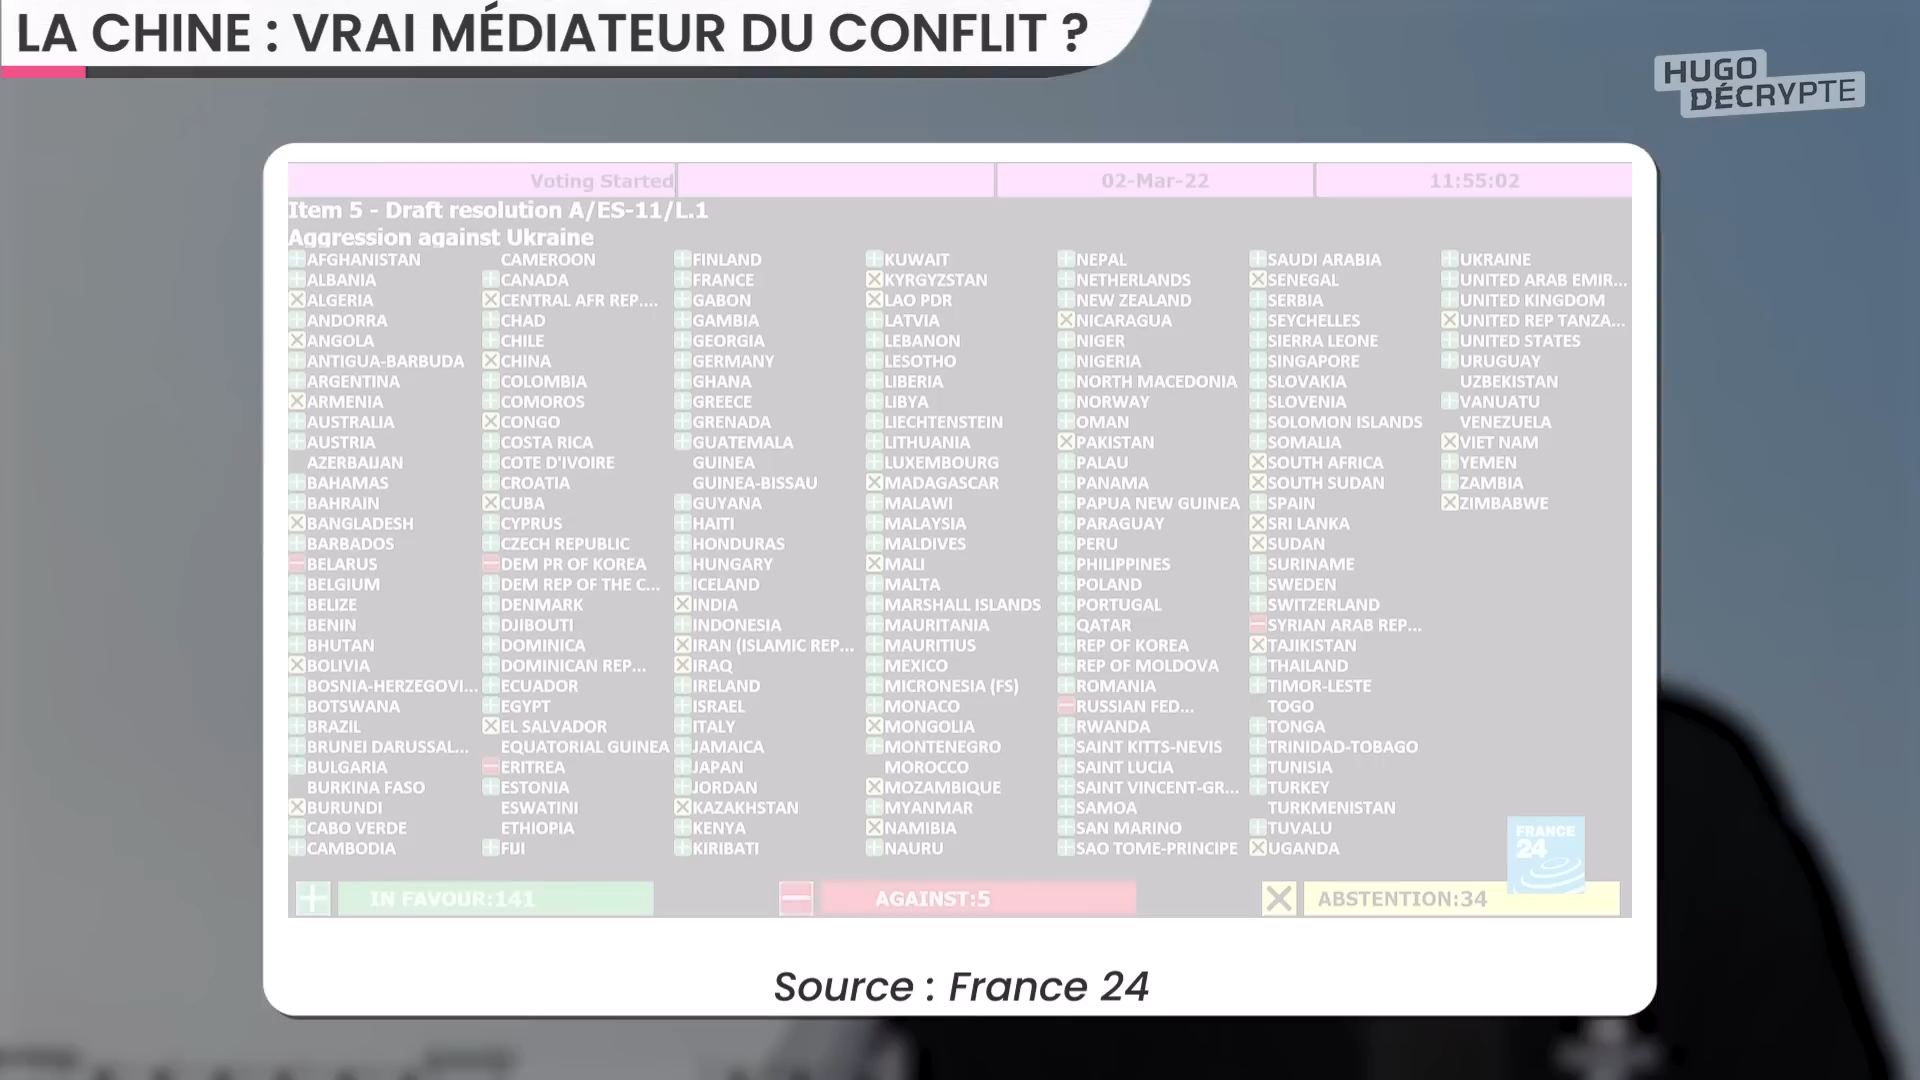 LA CHINE : VRAI MÉDIATEUR DU CONFLIT ?
HUGO
DÉCRYPTE
Voting Started
02-Mar-22
11:55:02
Item 5 - Draft resolution A/ES-11/L.1
Aggression against Ukraine
AFGHANISTAN
ALBANIA
ALGERIA
ANDORRA
ANGOLA
ANTIGUA-BARBUDA
ARGENTINA
ARMENIA
AUSTRALIA
AUSTRIA
AZERBAIJAN
BAHAMAS
BAHRAIN
BANGLADESH
BARBADOS
BELARUS
BELGIUM
BELIZE
BENIN
BHUTAN
BOLIVIA
BOSNIA-HERZEGOVI...
BOTSWANA
BRAZIL
BRUNEI DARUSSAL...
BULGARIA
BURKINA FASO
BURUNDI
CABO VERDE
CAMBODIA
CAMEROON
CANADA
CENTRAL AFR REP....
CHAD
CHILE
CHINA
COLOMBIA
COMOROS
CONGO
COSTA RICA
COTE D'IVOIRE
CROATIA
CUBA
CYPRUS
CZECH REPUBLIC
DEM PR OF KOREA
DEM REP OF THE C...
DENMARK
DJIBOUTI
DOMINICA
DOMINICAN REP...
ECUADOR
EGYPT
EL SALVADOR
EQUATORIAL GUINEA
ERITREA
ESTONIA
ESWATINI
ETHIOPIA
FIJI
FINLAND
FRANCE
GABON
GAMBIA
GEORGIA
GERMANY
GHANA
GREECE
GRENADA
GUATEMALA
GUINEA
GUINEA-BISSAU
GUYANA
HAITI
HONDURAS
HUNGARY
ICELAND
INDIA
INDONESIA
IRAN (ISLAMIC REP...
IRAQ
IRELAND
ISRAEL
ITALY
JAMAICA
JAPAN
JORDAN
KAZAKHSTAN
KENYA
KIRIBATI
KUWAIT
KYRGYZSTAN
LAO PDR
LATVIA
LEBANON
LESOTHO
LIBERIA
LIBYA
LIECHTENSTEIN
LITHUANIA
LUXEMBOURG
MADAGASCAR
MALAWI
MALAYSIA
MALDIVES
MALI
MALTA
MARSHALL ISLANDS
MAURITANIA
MAURITIUS
MEXICO
MICRONESIA (FS)
MONACO
MONGOLIA
MONTENEGRO
MOROCCO
MOZAMBIQUE
MYANMAR
NAMIBIA
NAURU
NEPAL
NETHERLANDS
NEW ZEALAND
NICARAGUA
NIGER
NIGERIA
NORTH MACEDONIA
NORWAY
OMAN
PAKISTAN
PALAU
PANAMA
PAPUA NEW GUINEA
PARAGUAY
PERU
PHILIPPINES
POLAND
PORTUGAL
QATAR
REP OF KOREA
REP OF MOLDOVA
ROMANIA
RUSSIAN FED...
RWANDA
SAINT KITTS-NEVIS
SAINT LUCIA
SAINT VINCENT-GR...
SAMOA
SAN MARINO
SAO TOME-PRINCIPE
SAUDI ARABIA
SENEGAL
SERBIA
SEYCHELLES
SIERRA LEONE
SINGAPORE
SLOVAKIA
SLOVENIA
SOLOMON ISLANDS
SOMALIA
SOUTH AFRICA
SOUTH SUDAN
SPAIN
SRI LANKA
SUDAN
SURINAME
SWEDEN
SWITZERLAND
SYRIAN ARAB REP...
TAJIKISTAN
THAILAND
TIMOR-LESTE
TOGO
TONGA
TRINIDAD-TOBAGO
TUNISIA
TURKEY
TURKMENISTAN
TUVALU
UGANDA
UKRAINE
UNITED ARAB EMIR...
UNITED KINGDOM
UNITED REP TANZA...
UNITED STATES
URUGUAY
UZBEKISTAN
VANUATU
VENEZUELA
VIET NAM
YEMEN
ZAMBIA
ZIMBABWE
FRANCE
24
IN FAVOUR:141
AGAINST:5
ABSTENTION:34
Source : France 24